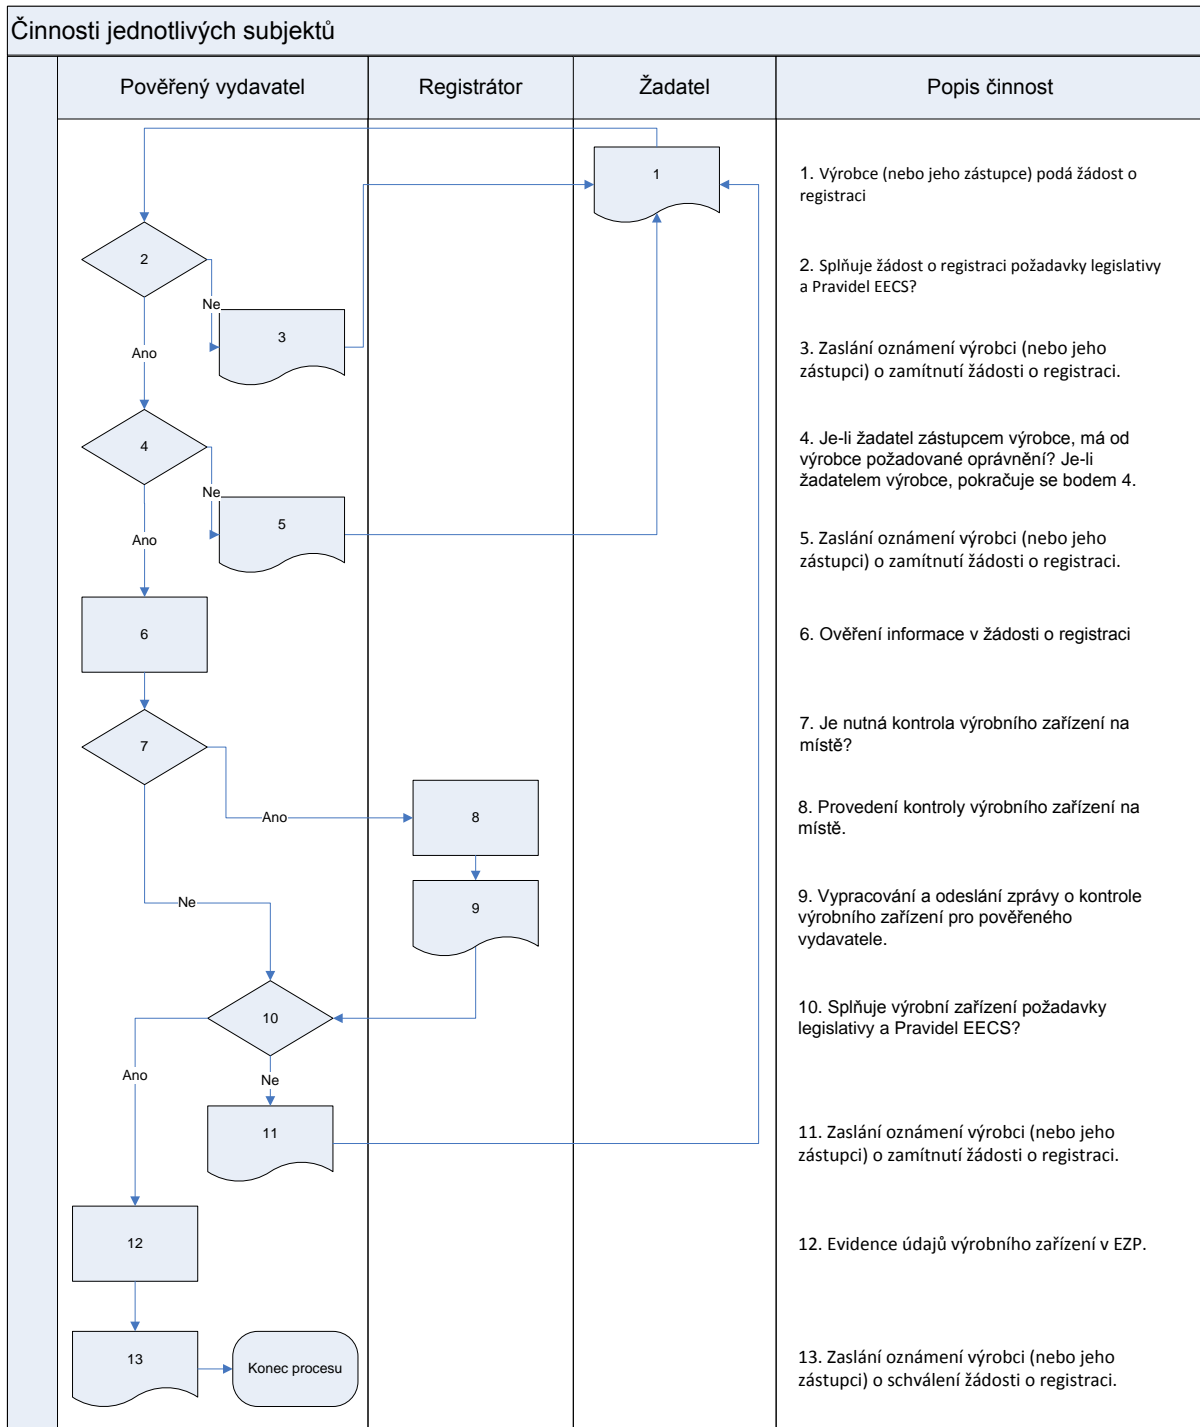 Činnosti jednotlivých subjektů
Pověřený vydavatel
Registrátor
Žadatel
Popis činnost
1
1. Výrobce (nebo jeho zástupce) podá žádost o
registraci
2
2. Splňuje žádost o registraci požadavky legislativy
a Pravidel EECS?
Ne
3
Ano
3. Zaslání oznámení výrobci (nebo jeho
zástupci) o zamítnutí žádosti o registraci.
4
4. Je-li žadatel zástupcem výrobce, má od
výrobce požadované oprávnění? Je-li
žadatelem výrobce, pokračuje se bodem 4.
Ne
5
Ano
5. Zaslání oznámení výrobci (nebo jeho
zástupci) o zamítnutí žádosti o registraci.
6
6. Ověření informace v žádosti o registraci
7
7. Je nutná kontrola výrobního zařízení na
místě?
Ano
8
8. Provedení kontroly výrobního zařízení na
místě.
Ne
9
9. Vypracování a odeslání zprávy o kontrole
výrobního zařízení pro pověřeného
vydavatele.
10
10. Splňuje výrobní zařízení požadavky
legislativy a Pravidel EECS?
Ano
Ne
11
11. Zaslání oznámení výrobci (nebo jeho
zástupci) o zamítnutí žádosti o registraci.
12
12. Evidence údajů výrobního zařízení v EZP.
13
Konec procesu
13. Zaslání oznámení výrobci (nebo jeho
zástupci) o schválení žádosti o registraci.